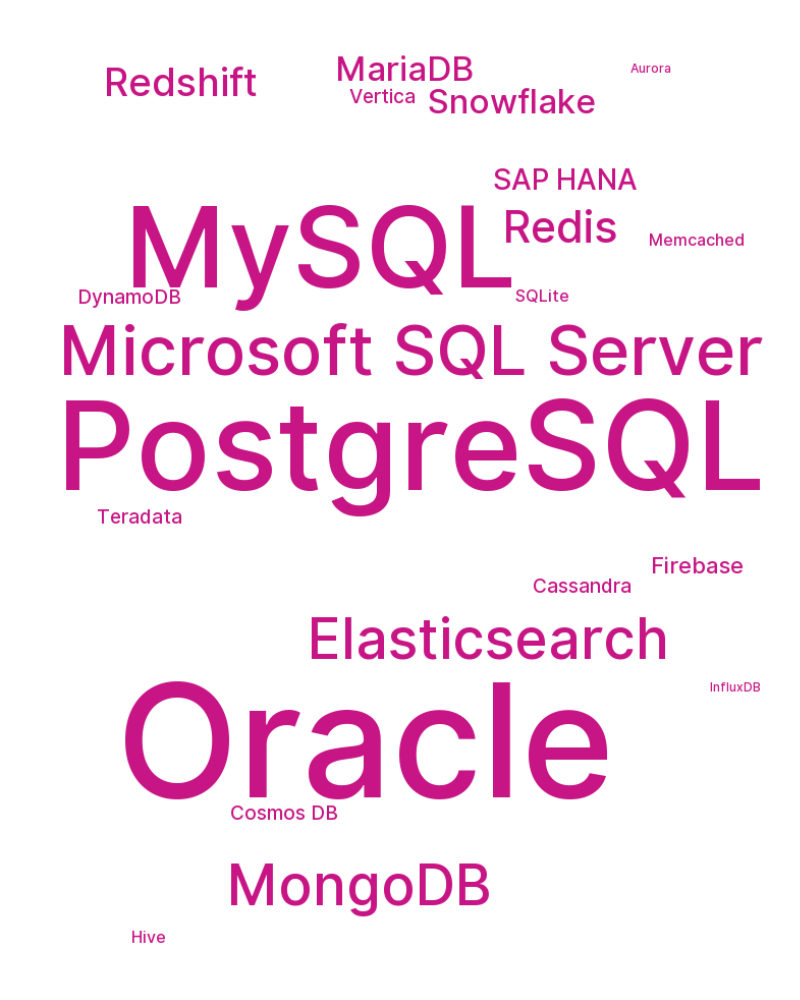 MariaDB
Aurora
Redshift
Vertica
Snowflake
SAP HANA
Redis
Memcached
MySQL
DynamoDB
SQLite
Microsoft SQL Server
PostgreSQL
Teradata
Firebase
Cassandra
Elasticsearch
InfluxDB
Oracle
Cosmos DB
MongoDB
Hive